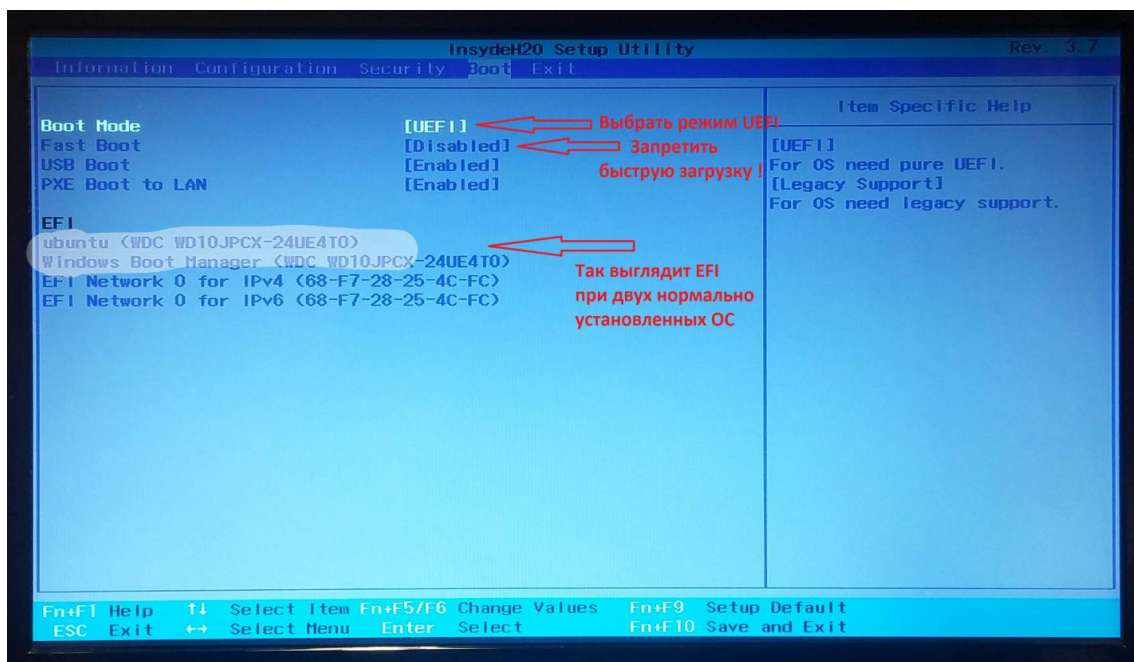 InsydeH20 Setup Utility Rev. 3.7
Information Configuration Security Boot Exit
Item Specific Help
Boot Mode [UEFI] Выбрать режим UEFI
Fast Boot [Disabled] Запретить
быструю загрузку !
USB Boot [Enabled]
PXE Boot to LAN [Enabled]
[UEFI]
For OS need pure UEFI.
[Legacy Support]
For OS need legacy support.
EFI
ubuntu (WDC WD10JPCX-24UE4T0)
Windows Boot Manager (WDC WD10JPCX-24UE4T0)
EFI Network 0 for IPv4 (68-F7-28-25-4C-FC)
EFI Network 0 for IPv6 (68-F7-28-25-4C-FC)
Так выглядит EFI
при двух нормально
установленных ОС
Fn+F1 Help ↑↓ Select Item Fn+F5/F6 Change Values Fn+F9 Setup Default
ESC Exit ↔ Select Menu Enter Select Fn+F10 Save and Exit